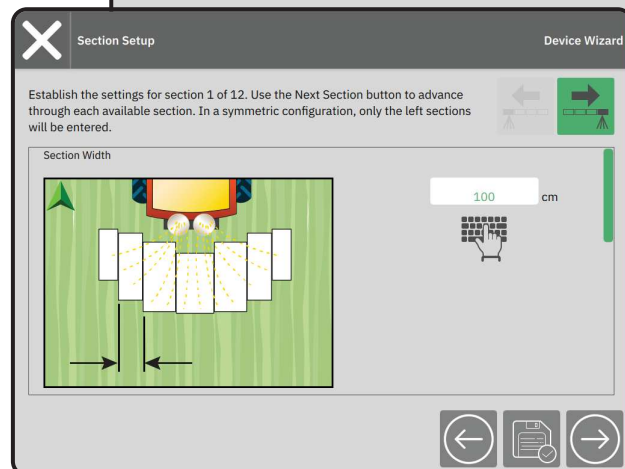 Section Setup
Device Wizard
Establish the settings for section 1 of 12. Use the Next Section button to advance
through each available section. In a symmetric configuration, only the left sections
will be entered.
Section Width
100
cm